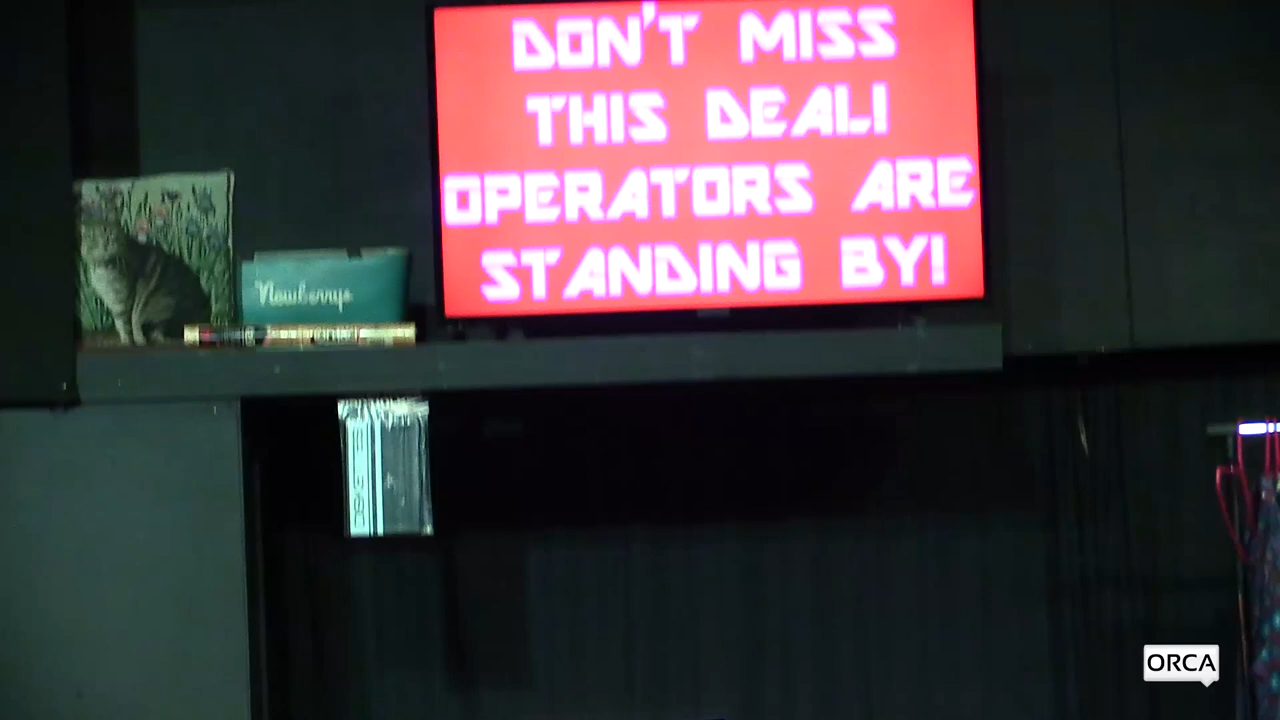 DON'T MISS
THIS DEAL!
OPERATORS ARE
STANDING BY!
Newberrys
ORCA